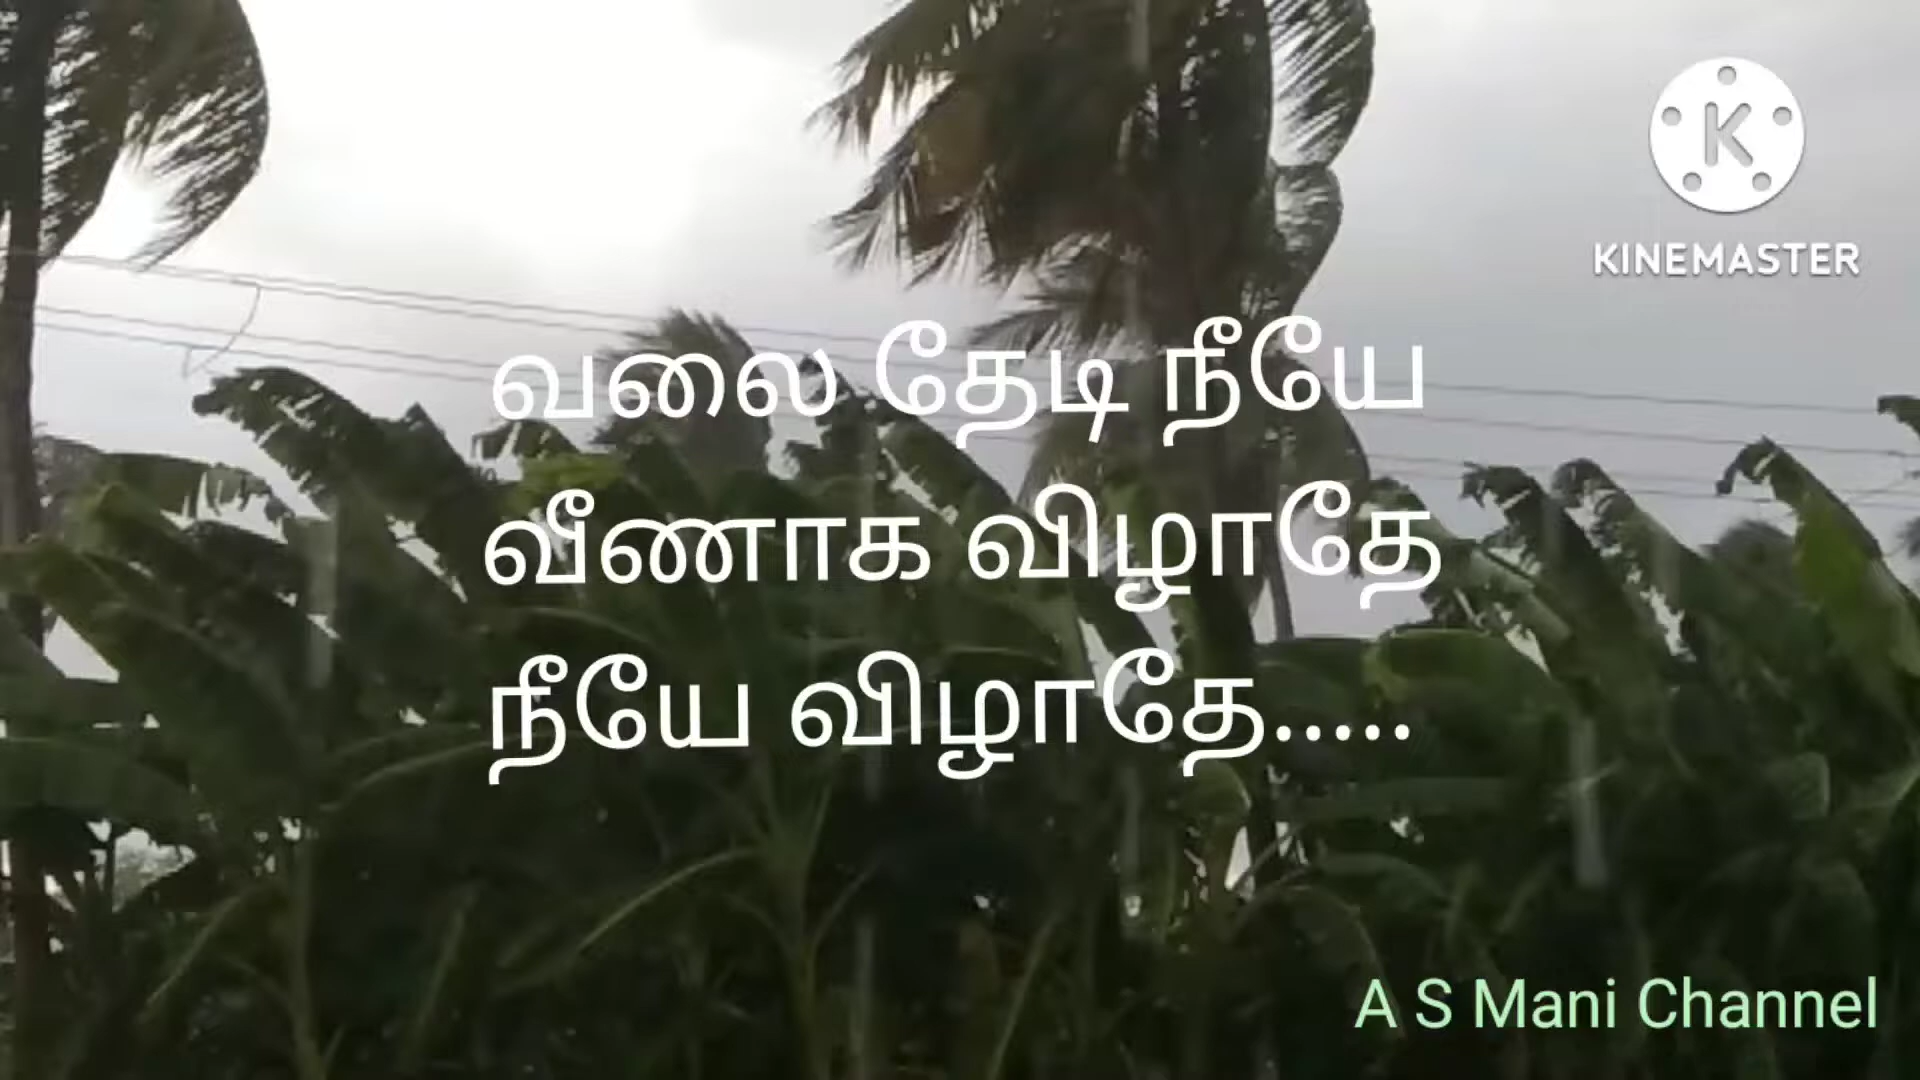 KINEMASTER
வலை தேடி நீயே
வீணாக விழாதே
நீயே விழாதே.....
A S Mani Channel